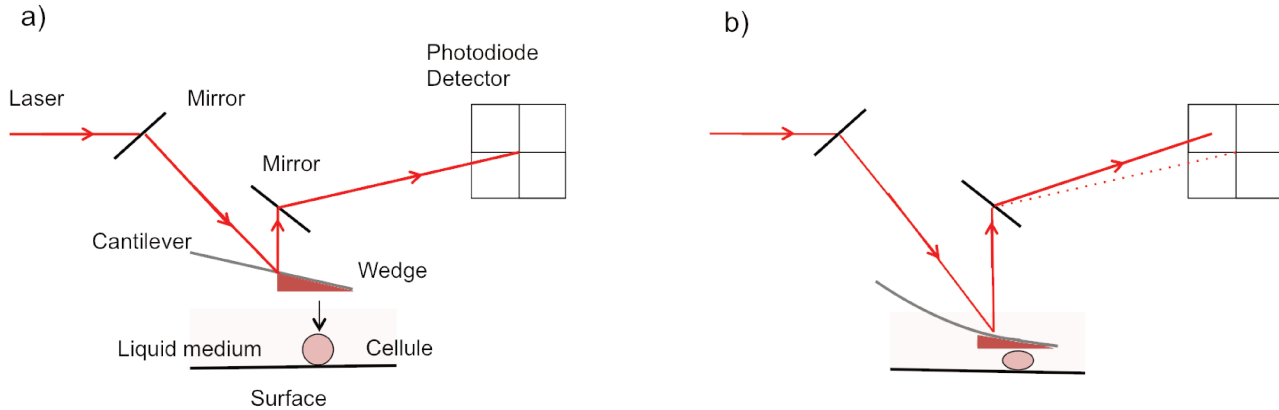 a)
b)
Photodiode
Detector
Laser
Mirror
Mirror
Cantilever
Wedge
Liquid medium
Cellule
Surface